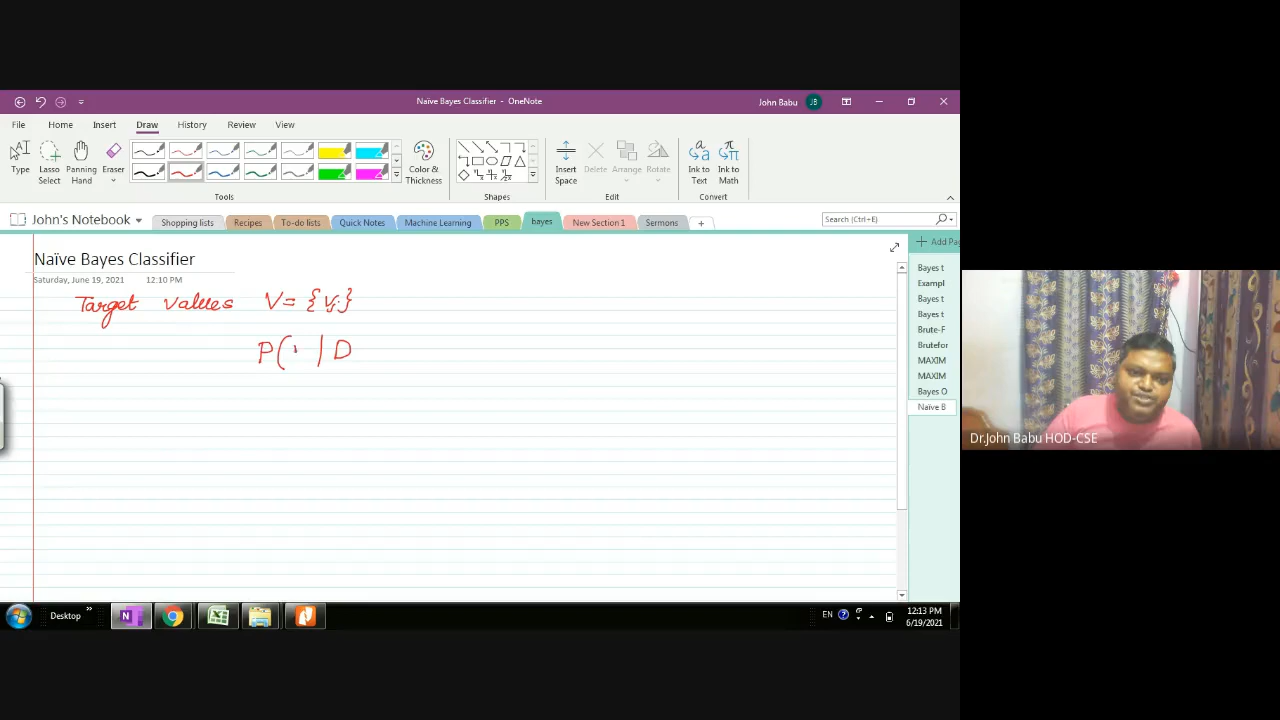 Naïve Bayes Classifier - OneNote
John Babu
JB
File Home Insert Draw History Review View
Type
Lasso Select
Panning Hand
Eraser
Color & Thickness
Insert Space
Delete
Arrange
Rotate
Ink to Text
Ink to Math
Tools
Shapes
Edit
Convert
John's Notebook
Shopping lists
Recipes
To-do lists
Quick Notes
Machine Learning
PPS
bayes
New Section 1
Sermons
Search (Ctrl+E)
Add Pag
Naïve Bayes Classifier
Saturday, June 19, 2021 12:10 PM
Target values V = {vj}
P( | D
Bayes t
Exampl
Bayes t
Bayes t
Brute-F
Brutefor
MAXIM
MAXIM
Bayes O
Naïve B
Dr.John Babu HOD-CSE
Desktop
EN
12:13 PM
6/19/2021